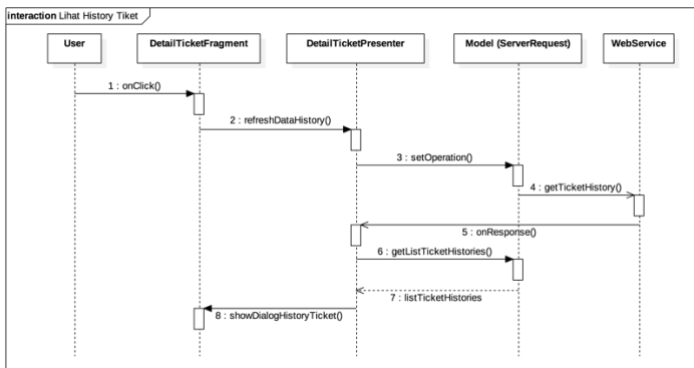 interaction Lihat History Tiket
User
DetailTicketFragment
DetailTicketPresenter
Model (ServerRequest)
WebService
1 : onClick()
2 : refreshDataHistory()
3 : setOperation()
4 : getTicketHistory()
5 : onResponse()
6 : getListTicketHistories()
7 : listTicketHistories
8 : showDialogHistoryTicket()